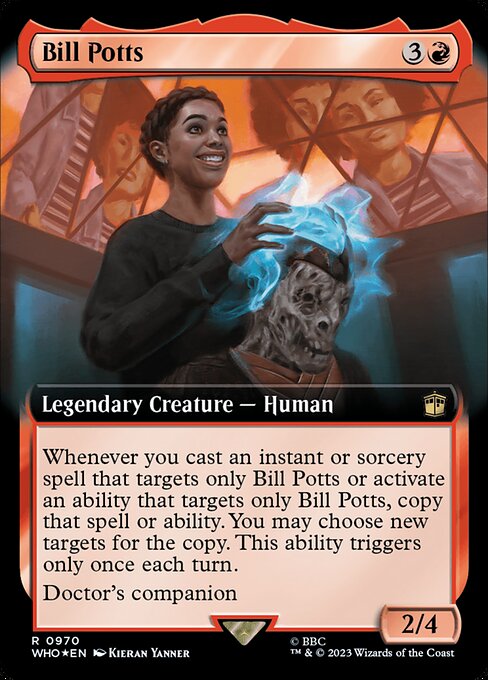 Bill Potts 3
Legendary Creature — Human
Whenever you cast an instant or sorcery
spell that targets only Bill Potts or activate
an ability that targets only Bill Potts, copy
that spell or ability. You may choose new
targets for the copy. This ability triggers
only once each turn.
Doctor's companion
2/4
R 0970
WHO★EN Kieran Yanner
© BBC
™ & © 2023 Wizards of the Coast